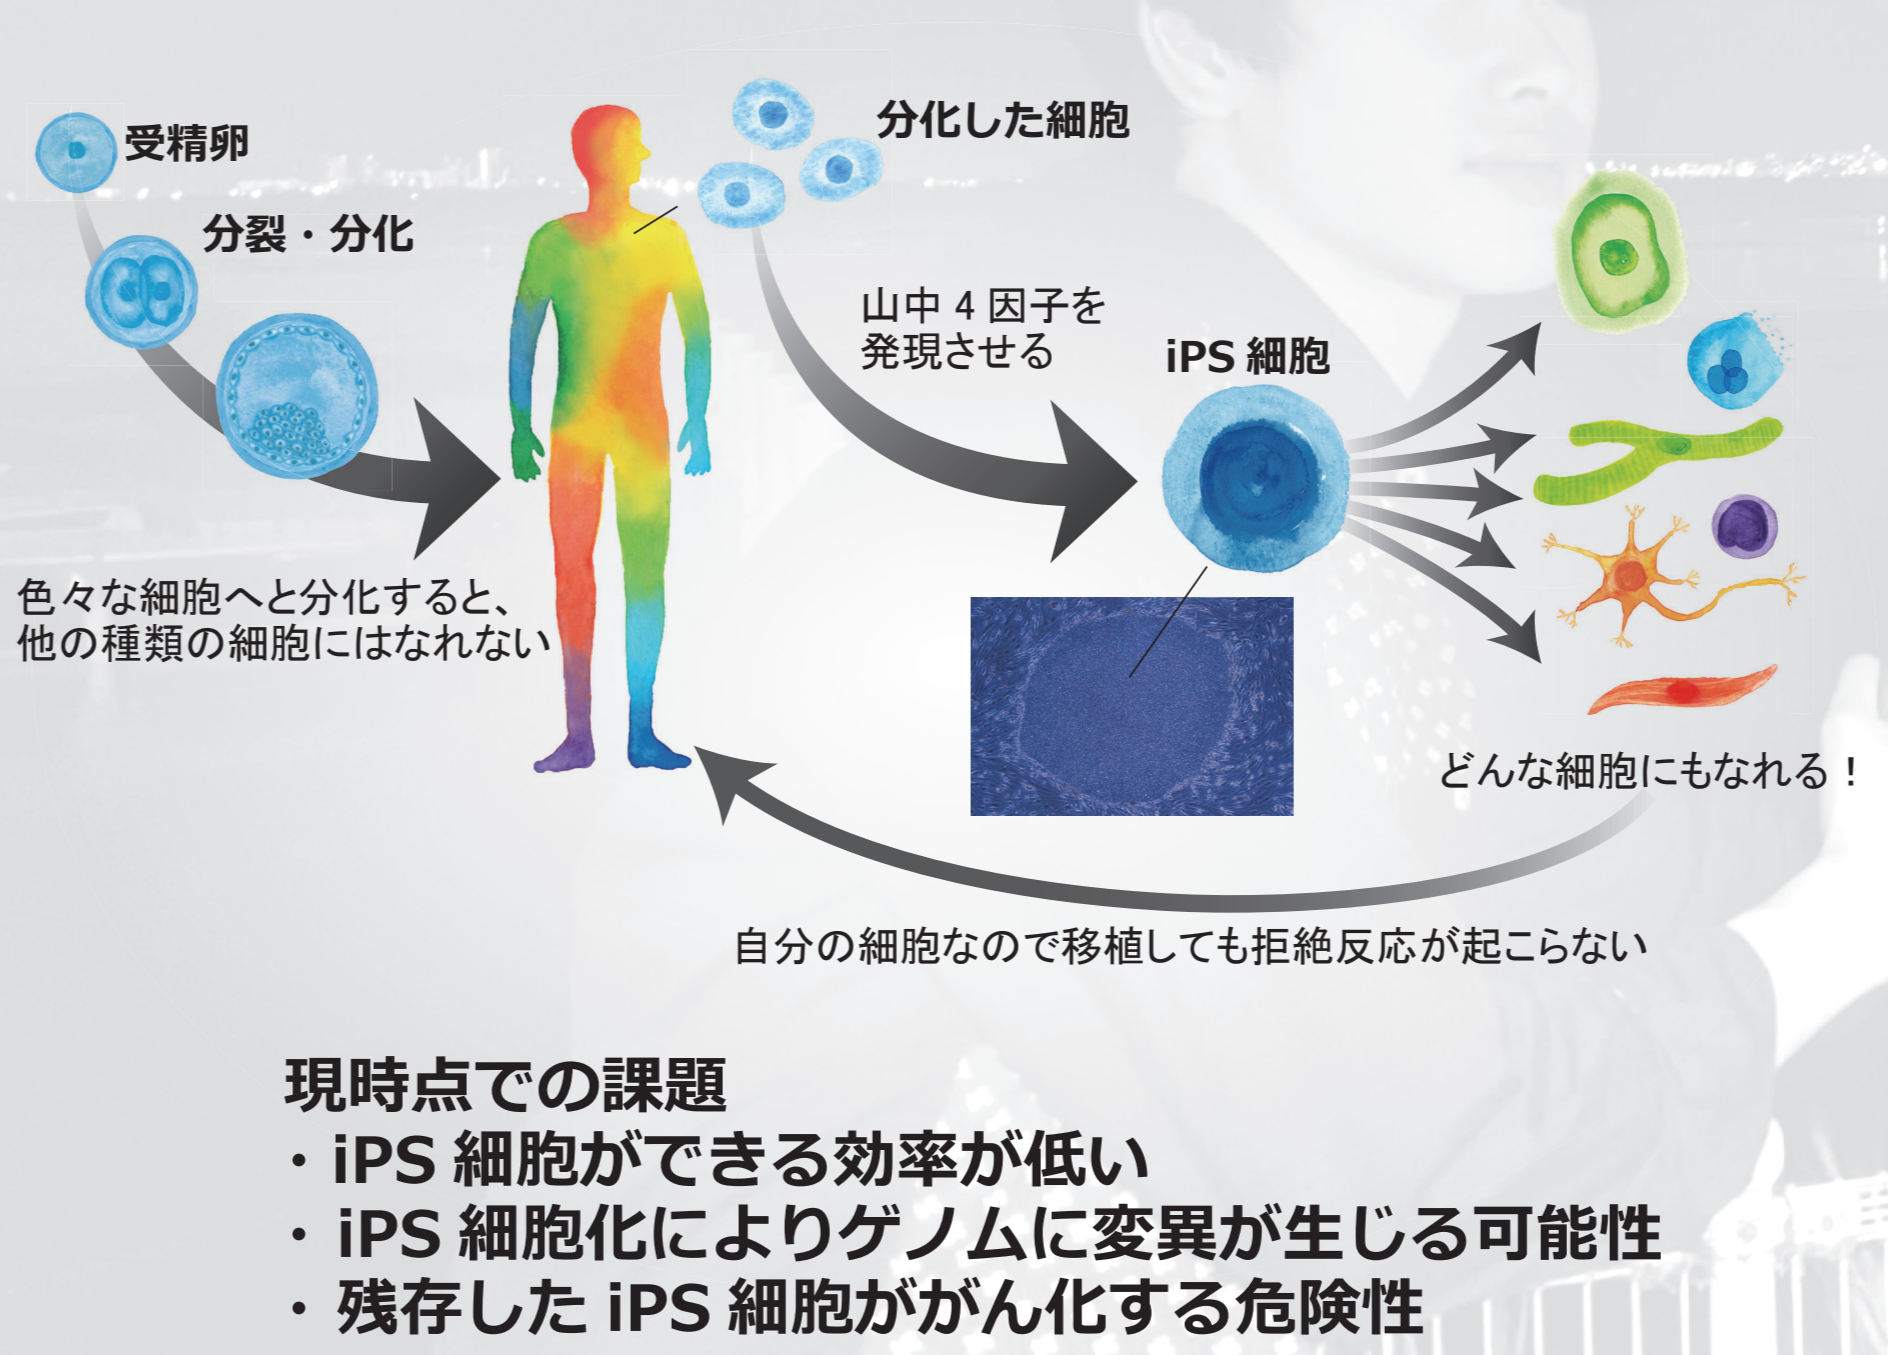 受精卵
分裂・分化
分化した細胞
山中 4 因子を
発現させる
iPS 細胞
色々な細胞へと分化すると、
他の種類の細胞にはなれない
どんな細胞にもなれる！
自分の細胞なので移植しても拒絶反応が起こらない
現時点での課題
・iPS 細胞ができる効率が低い
・iPS 細胞化によりゲノムに変異が生じる可能性
・残存した iPS 細胞ががん化する危険性